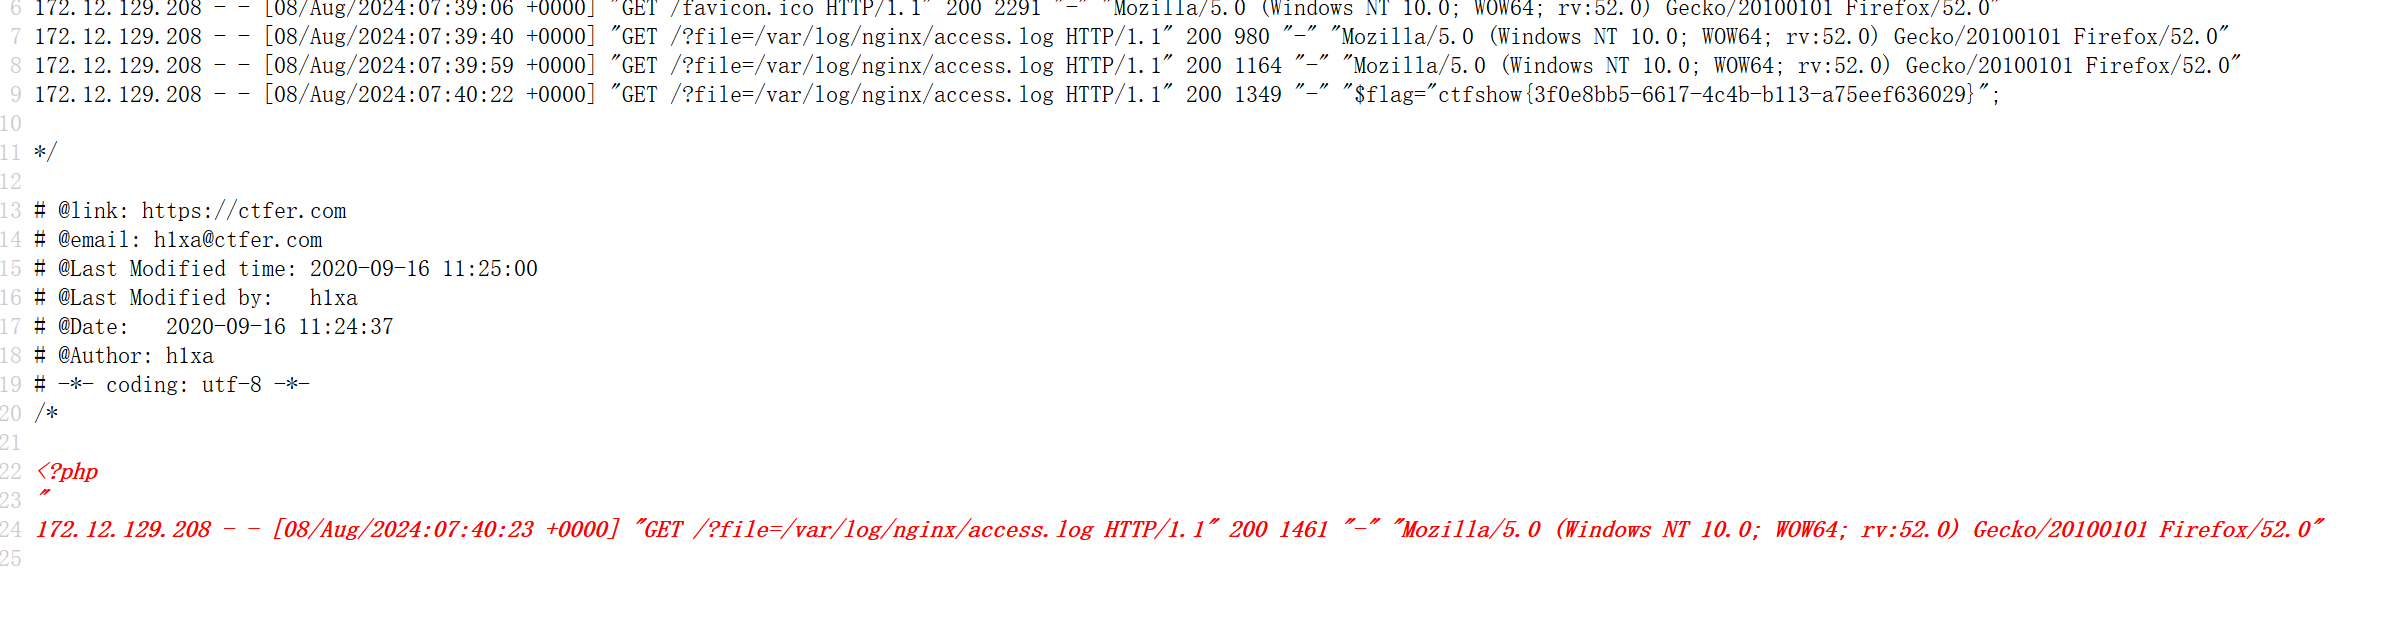 6 172.12.129.208 - - [08/Aug/2024:07:39:06 +0000] "GET /favicon.ico HTTP/1.1" 200 2291 "-" "Mozilla/5.0 (Windows NT 10.0; WOW64; rv:52.0) Gecko/20100101 Firefox/52.0"
7 172.12.129.208 - - [08/Aug/2024:07:39:40 +0000] "GET /?file=/var/log/nginx/access.log HTTP/1.1" 200 980 "-" "Mozilla/5.0 (Windows NT 10.0; WOW64; rv:52.0) Gecko/20100101 Firefox/52.0"
8 172.12.129.208 - - [08/Aug/2024:07:39:59 +0000] "GET /?file=/var/log/nginx/access.log HTTP/1.1" 200 1164 "-" "Mozilla/5.0 (Windows NT 10.0; WOW64; rv:52.0) Gecko/20100101 Firefox/52.0"
9 172.12.129.208 - - [08/Aug/2024:07:40:22 +0000] "GET /?file=/var/log/nginx/access.log HTTP/1.1" 200 1349 "-" "$flag="ctfshow{3f0e8bb5-6617-4c4b-b113-a75eef636029}";
10
11 */
12
13 # @link: https://ctfer.com
14 # @email: h1xa@ctfer.com
15 # @Last Modified time: 2020-09-16 11:25:00
16 # @Last Modified by:   h1xa
17 # @Date:   2020-09-16 11:24:37
18 # @Author: h1xa
19 # -*- coding: utf-8 -*-
20 /*
21
22 <?php
23 "
24 172.12.129.208 - - [08/Aug/2024:07:40:23 +0000] "GET /?file=/var/log/nginx/access.log HTTP/1.1" 200 1461 "-" "Mozilla/5.0 (Windows NT 10.0; WOW64; rv:52.0) Gecko/20100101 Firefox/52.0"
25